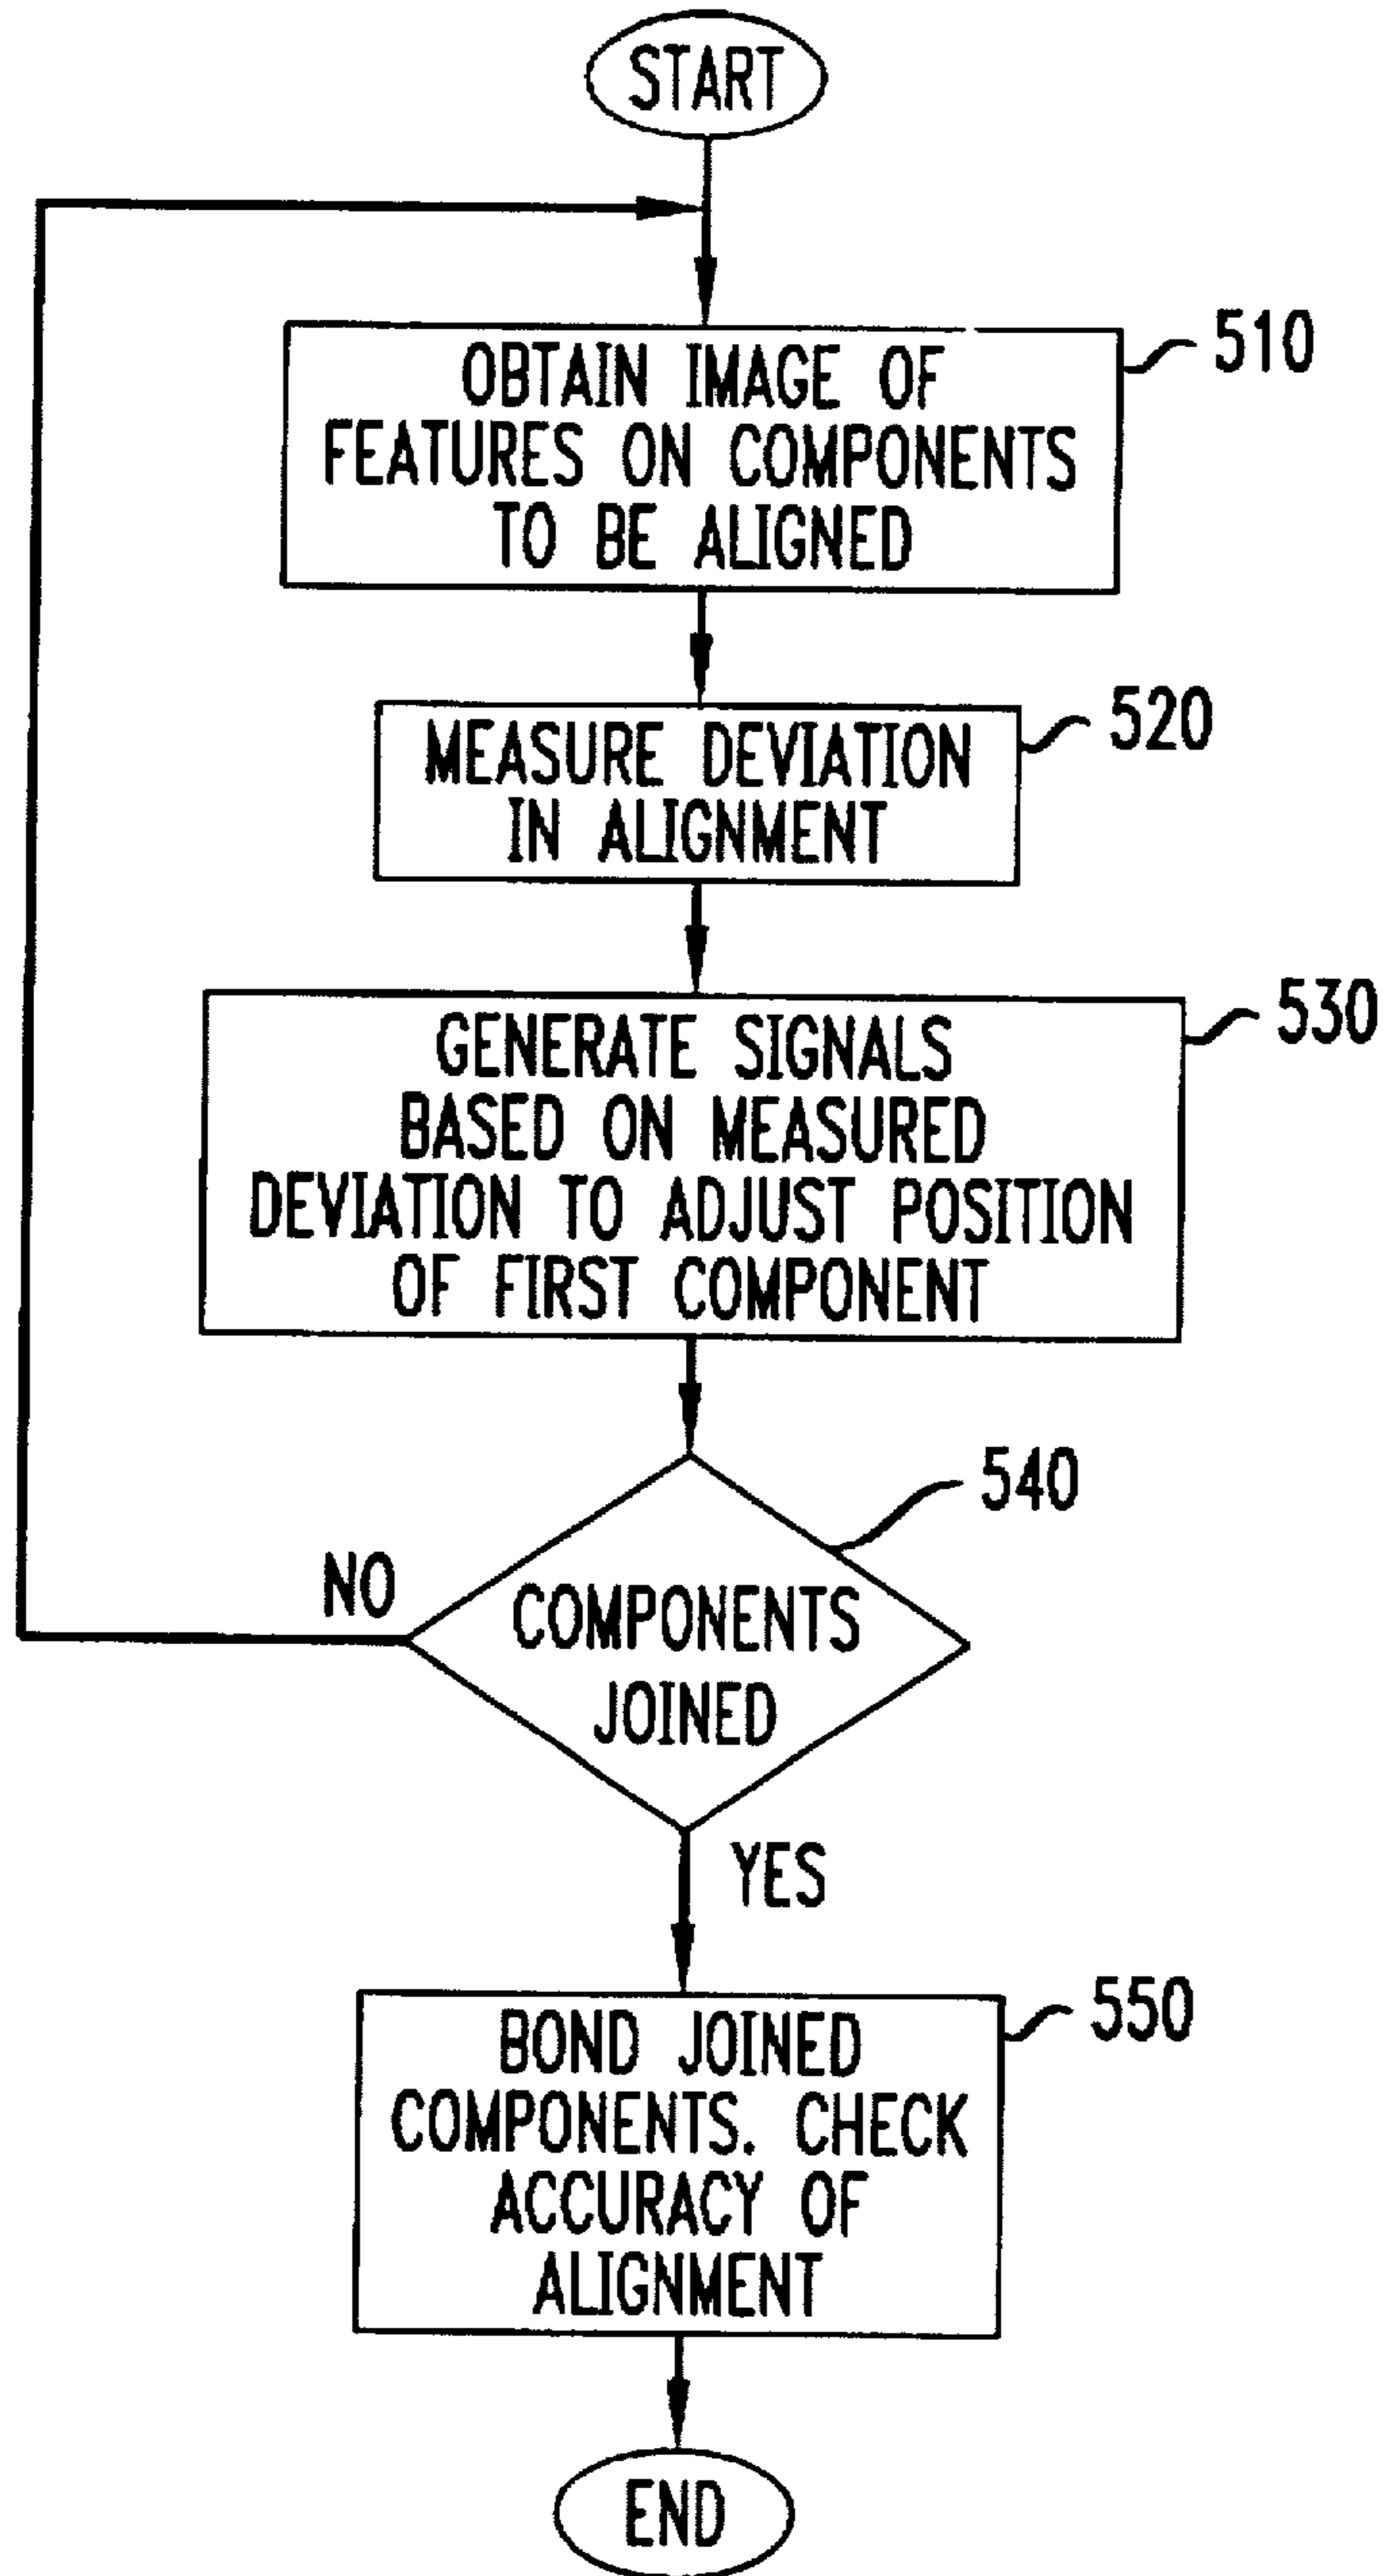 START
OBTAIN IMAGE OF
FEATURES ON COMPONENTS
TO BE ALIGNED
510
MEASURE DEVIATION
IN ALIGNMENT
520
GENERATE SIGNALS
BASED ON MEASURED
DEVIATION TO ADJUST POSITION
OF FIRST COMPONENT
530
COMPONENTS
JOINED
540
NO
YES
BOND JOINED
COMPONENTS. CHECK
ACCURACY OF
ALIGNMENT
550
END